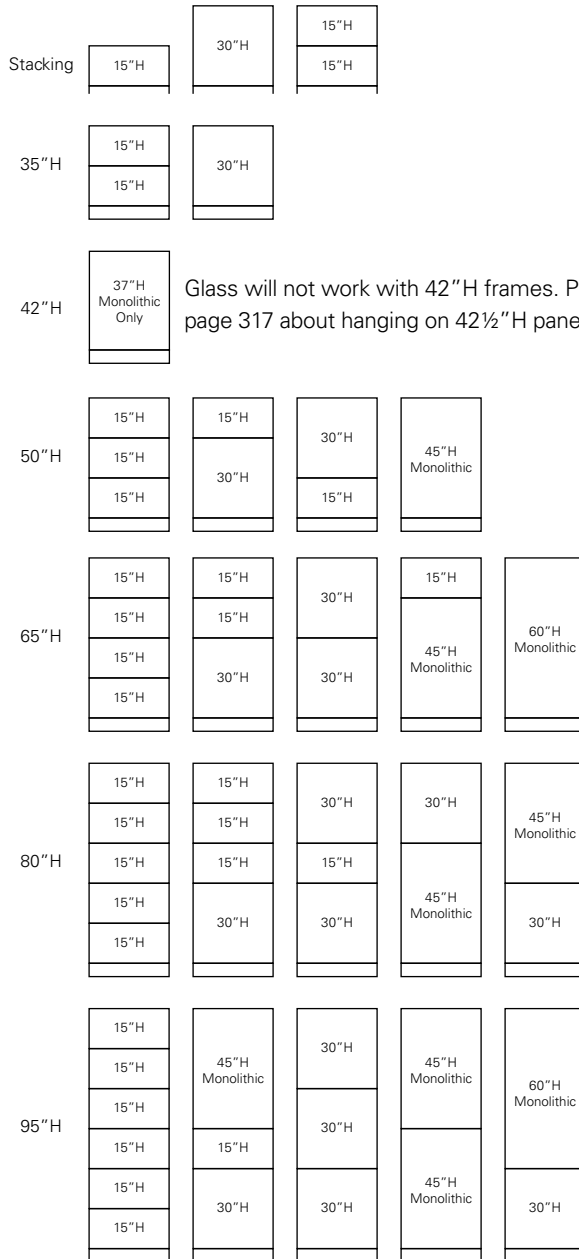 Stacking
15”H
30”H
15”H
15”H
35”H
15”H
15”H
30”H
42”H
37”H
Monolithic
Only
Glass will not work with 42”H frames. P
page 317 about hanging on 42½”H pane
50”H
15”H
15”H
15”H
15”H
30”H
30”H
15”H
45”H
Monolithic
65”H
15”H
15”H
15”H
15”H
15”H
15”H
30”H
30”H
30”H
15”H
45”H
Monolithic
60”H
Monolithic
80”H
15”H
15”H
15”H
15”H
15”H
15”H
15”H
15”H
30”H
30”H
15”H
30”H
30”H
45”H
Monolithic
45”H
Monolithic
30”H
95”H
15”H
15”H
15”H
15”H
15”H
15”H
45”H
Monolithic
15”H
30”H
30”H
30”H
30”H
45”H
Monolithic
45”H
Monolithic
60”H
Monolithic
30”H